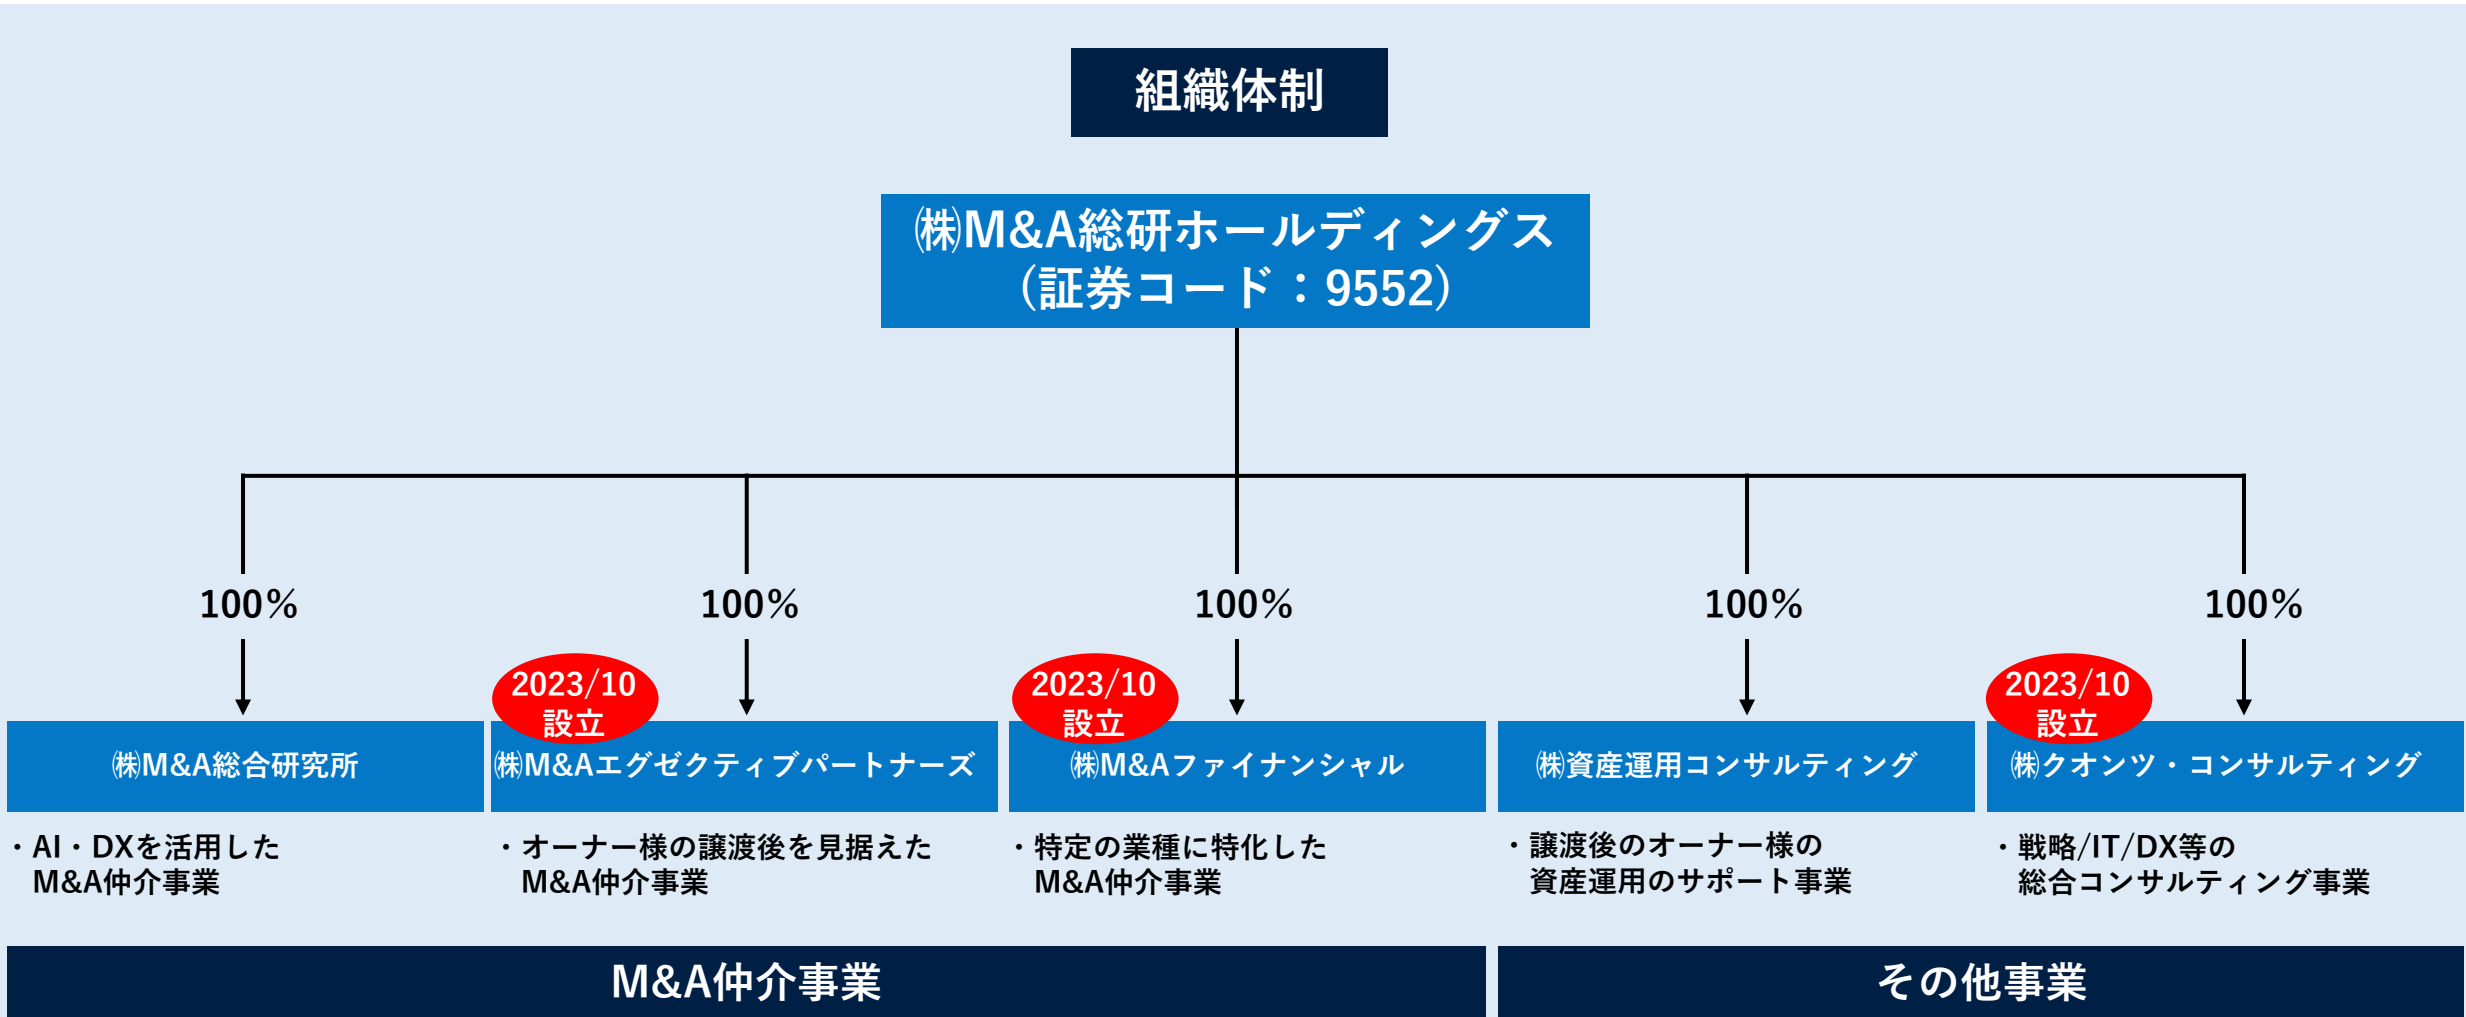 組織体制
㈱M&A総研ホールディングス
(証券コード：9552)
100%
100%
100%
100%
100%
㈱M&A総合研究所
・AI・DXを活用した
M&A仲介事業
2023/10
設立
㈱M&Aエグゼクティブパートナーズ
・オーナー様の譲渡後を見据えた
M&A仲介事業
2023/10
設立
㈱M&Aファイナンシャル
・特定の業種に特化した
M&A仲介事業
㈱資産運用コンサルティング
・譲渡後のオーナー様の
資産運用のサポート事業
2023/10
設立
㈱クオンツ・コンサルティング
・戦略/IT/DX等の
総合コンサルティング事業
M&A仲介事業
その他事業